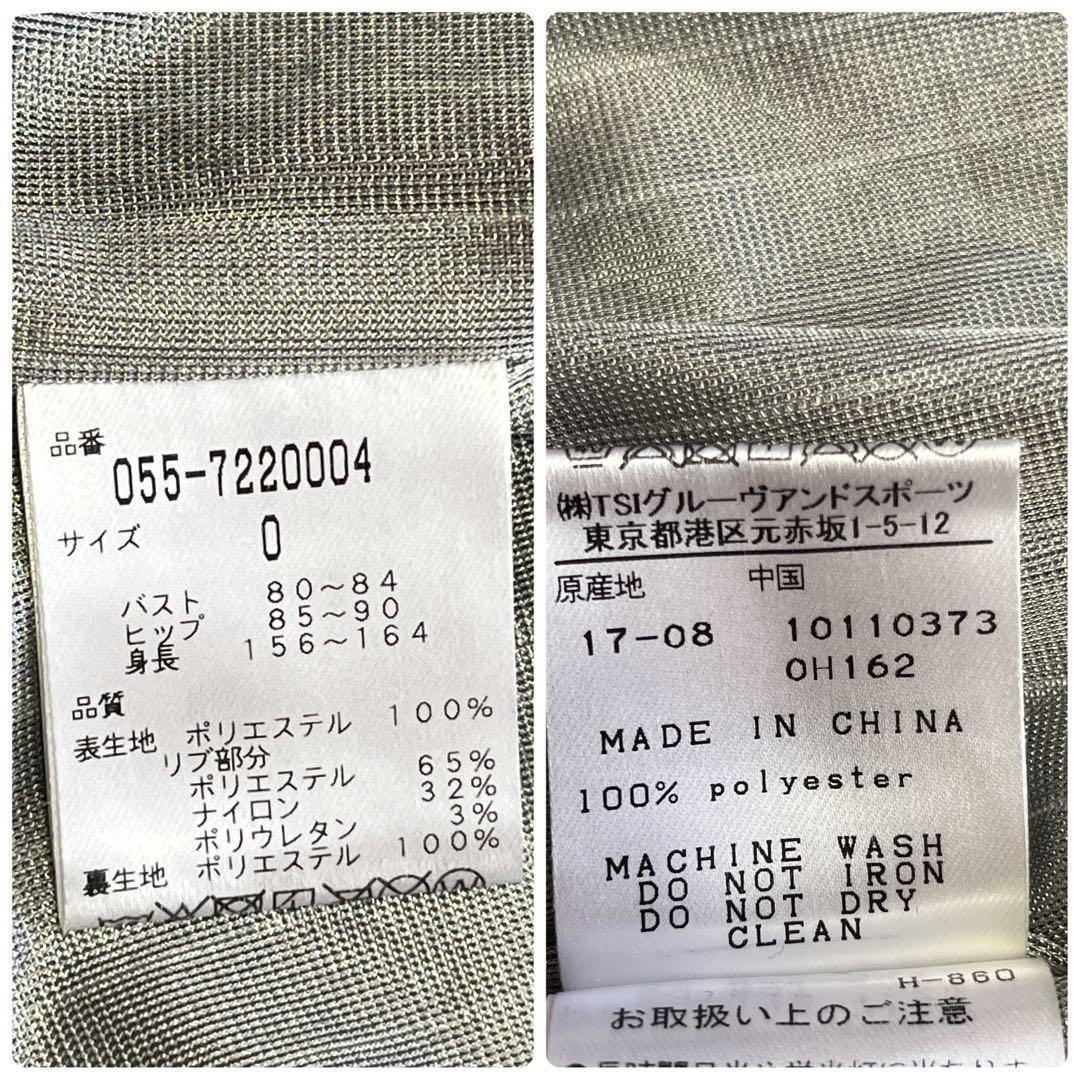 品番
055-7220004
サイズ 0
バスト 80~84
ヒップ 85~90
身長 156~164
品質
表生地 ポリエステル 100%
リブ部分
ポリエステル 65%
ナイロン 32%
ポリウレタン 3%
裏生地 ポリエステル 100%
㈱TSIグルーヴアンドスポーツ
東京都港区元赤坂1-5-12
原産地 中国
17-08 10110373
0H162
MADE IN CHINA
100% polyester
MACHINE WASH
DO NOT IRON
DO NOT DRY
CLEAN
H-860
お取扱い上のご注意